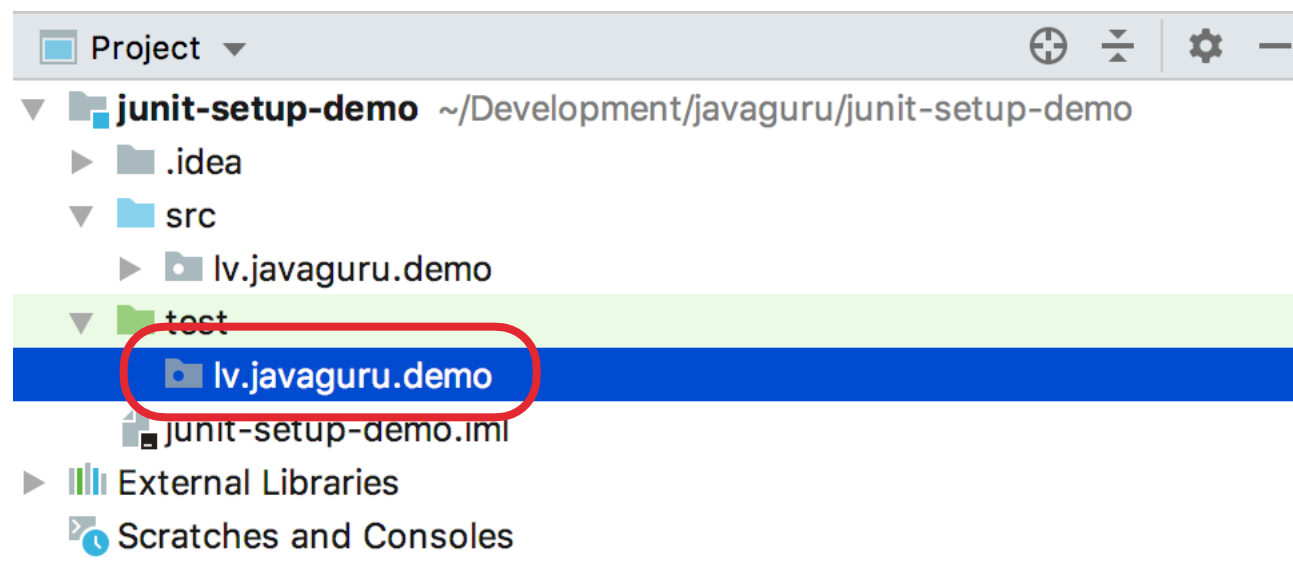 Project
junit-setup-demo ~/Development/javaguru/junit-setup-demo
.idea
src
lv.javaguru.demo
test
lv.javaguru.demo
junit-setup-demo.iml
External Libraries
Scratches and Consoles